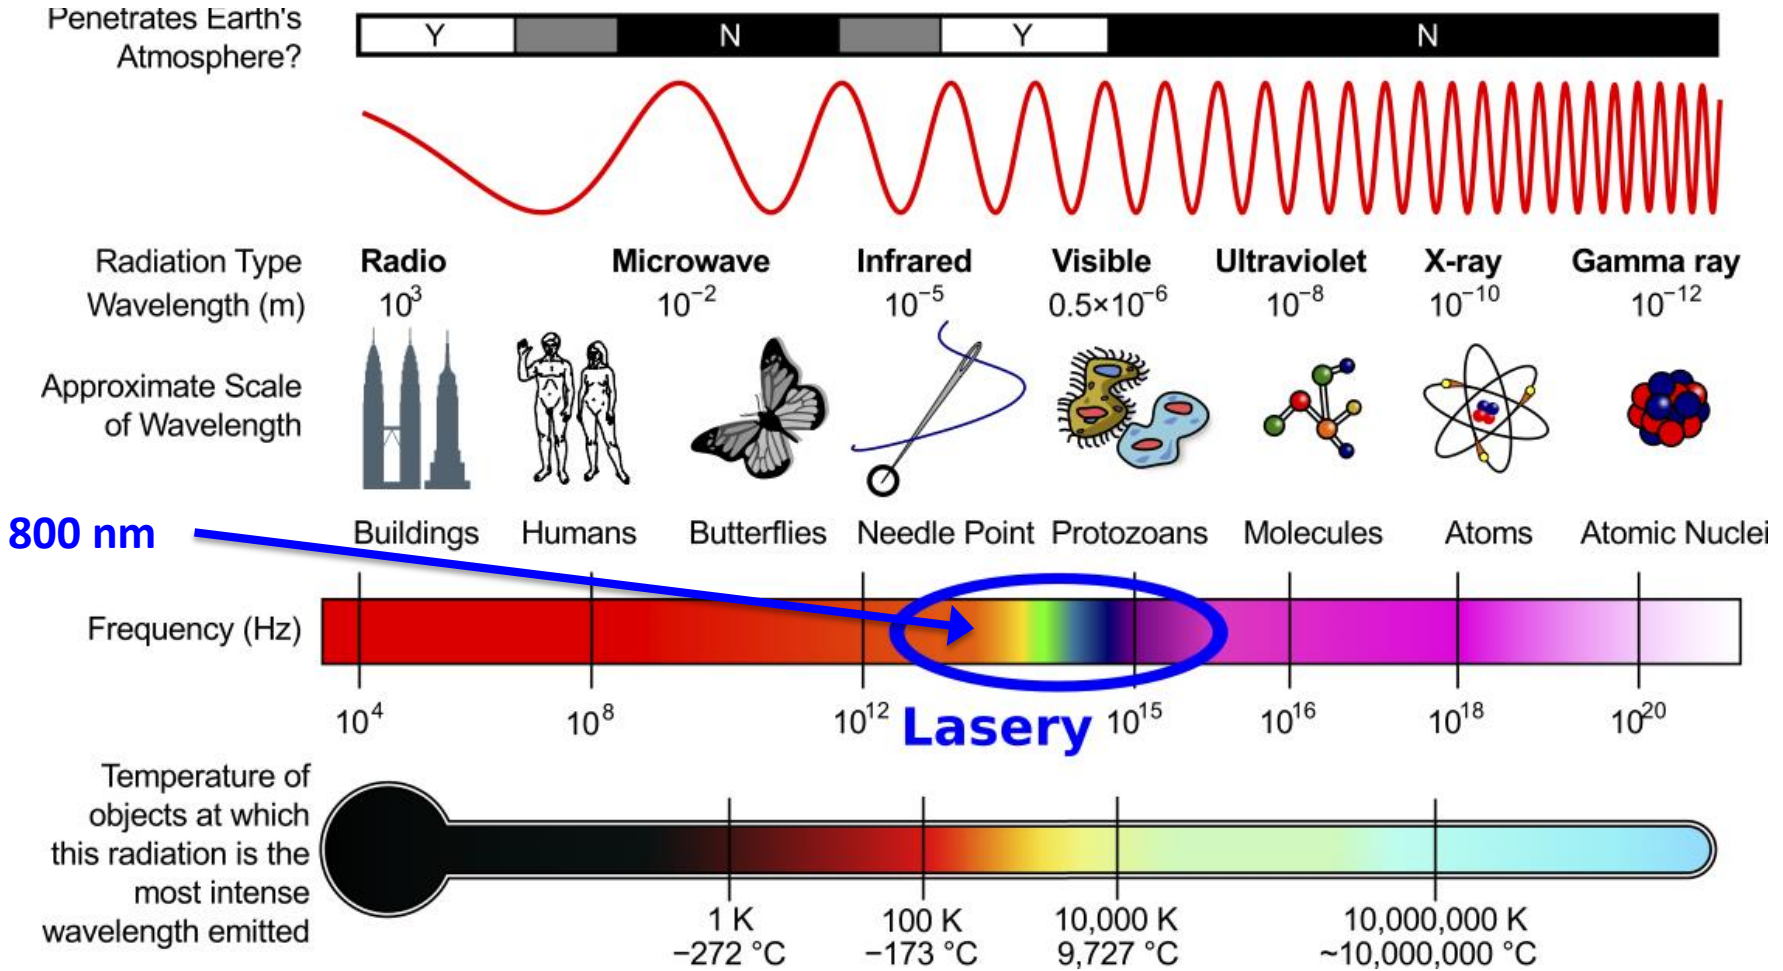 Penetrates Earth's
Atmosphere?
Y N Y N
Radiation Type Radio Microwave Infrared Visible Ultraviolet X-ray Gamma ray
Wavelength (m) 10³ 10⁻² 10⁻⁵ 0.5×10⁻⁶ 10⁻⁸ 10⁻¹⁰ 10⁻¹²
Approximate Scale
of Wavelength
800 nm
Buildings Humans Butterflies Needle Point Protozoans Molecules Atoms Atomic Nuclei
Frequency (Hz)
10⁴ 10⁸ 10¹² 10¹⁵ 10¹⁶ 10¹⁸ 10²⁰
Lasery
Temperature of
objects at which
this radiation is the
most intense
wavelength emitted
1 K 100 K 10,000 K 10,000,000 K
−272 °C −173 °C 9,727 °C ~10,000,000 °C